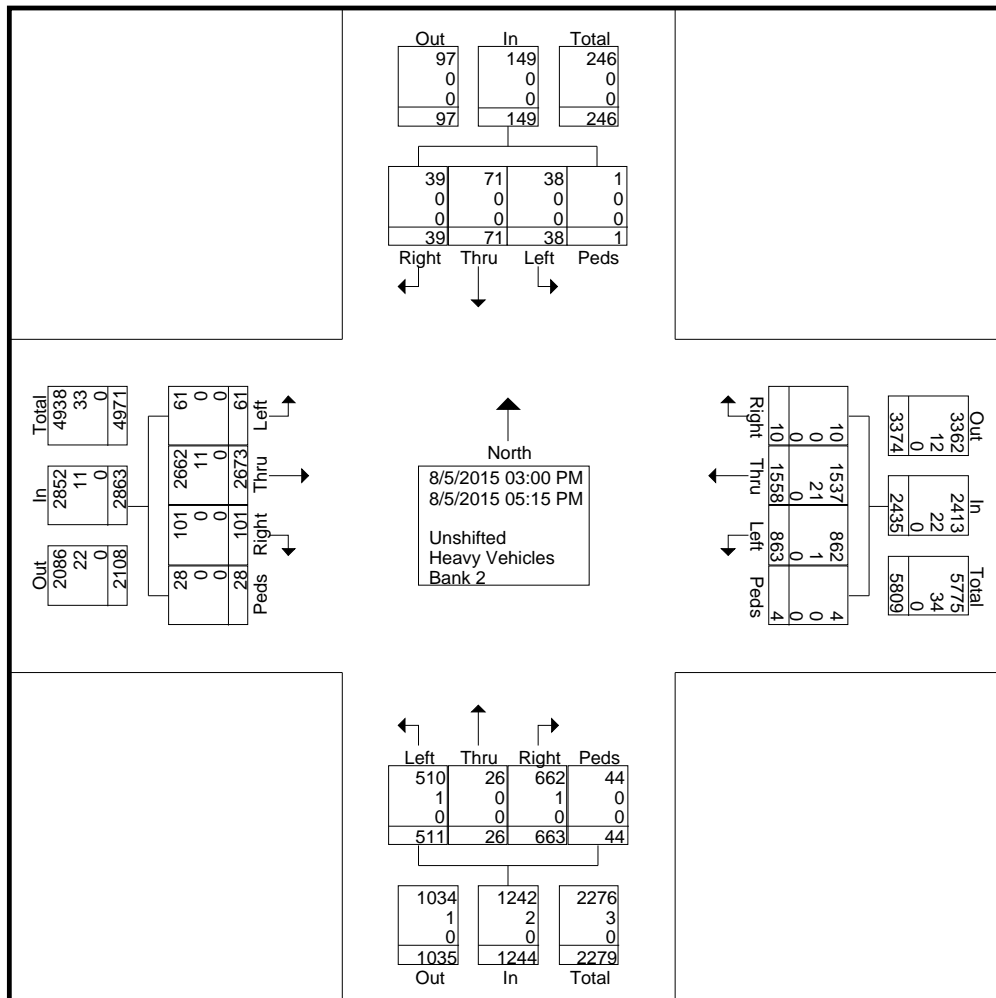 Out In Total
97 149 246
0 0 0
0 0 0
97 149 246
39 71 38 1
0 0 0 0
0 0 0 0
39 71 38 1
Right Thru Left Peds
Total
4938
33
0
4971
In
2852
11
0
2863
Out
2086
22
0
2108
61
0
0
61
Left
2662
11
0
2673
Thru
101
0
0
101
Right
28
0
0
28
Peds
North
8/5/2015 03:00 PM
8/5/2015 05:15 PM
Unshifted
Heavy Vehicles
Bank 2
Right
10
0
0
10
Thru
1537
21
0
1558
Left
862
1
0
863
Peds
4
0
0
4
Out
3362
12
0
3374
In
2413
22
0
2435
Total
5775
34
0
5809
Left Thru Right Peds
510 26 662 44
1 0 1 0
0 0 0 0
511 26 663 44
1034 1242 2276
1 2 3
0 0 0
1035 1244 2279
Out In Total